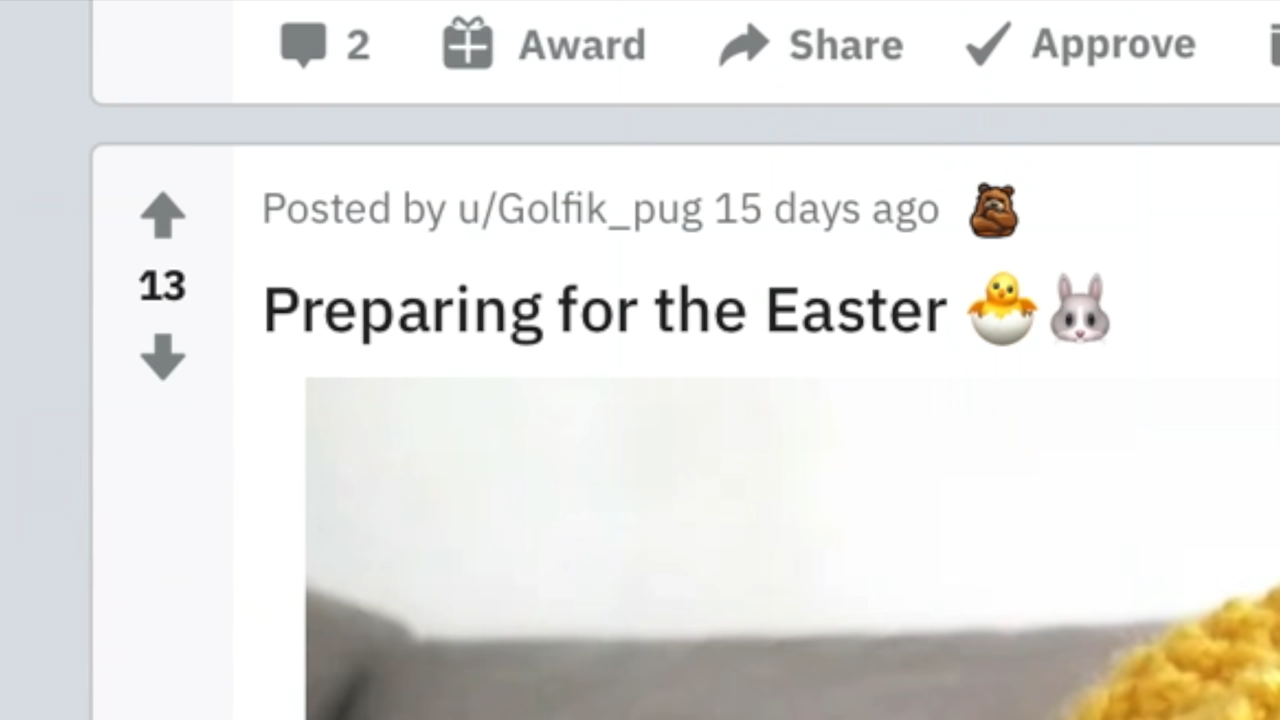 2 Award Share Approve
Posted by u/Golfik_pug 15 days ago
13
Preparing for the Easter 🐣🐰